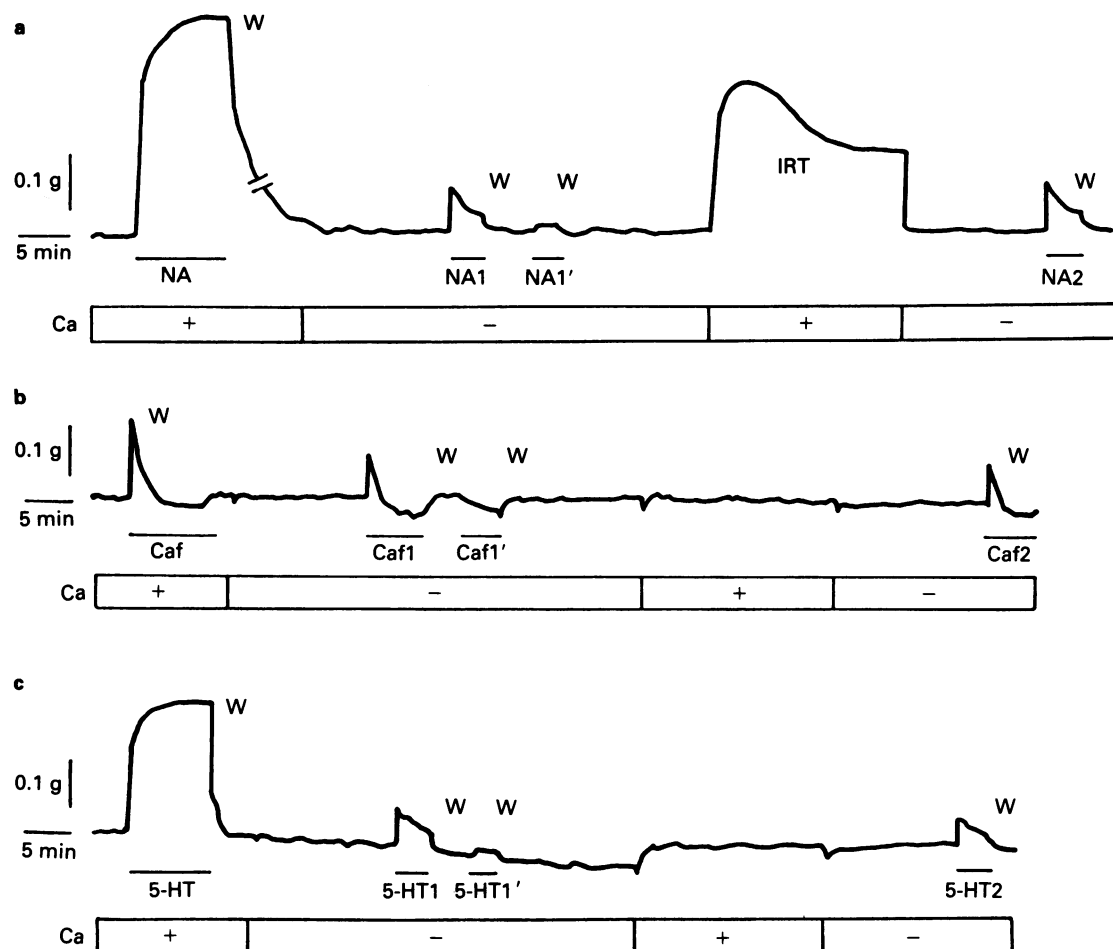 a
W
0.1 g
W W
IRT
W
5 min
NA NA1 NA1' NA2
Ca + − + −
b
W
0.1 g
W W
W
5 min
Caf Caf1 Caf1' Caf2
Ca + − + −
c
W
0.1 g
W W
W
5 min
5-HT 5-HT1 5-HT1' 5-HT2
Ca + − + −